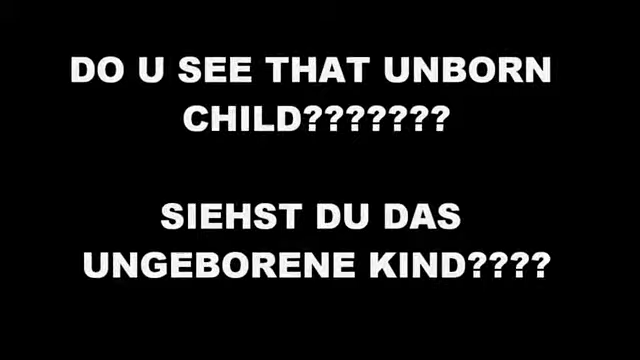 DO U SEE THAT UNBORN
CHILD???????
SIEHST DU DAS
UNGEBORENE KIND????